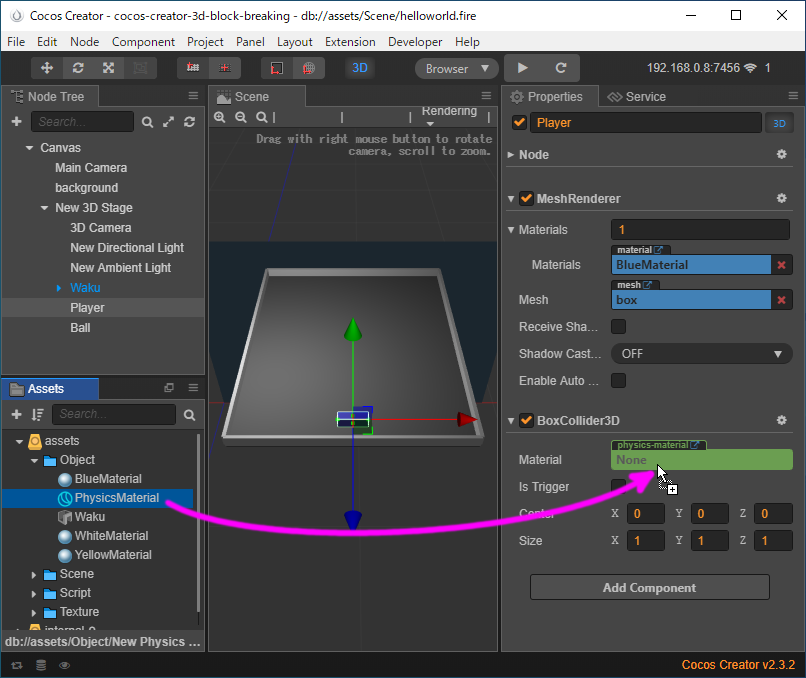 Cocos Creator - cocos-creator-3d-block-breaking - db://assets/Scene/helloworld.fire
File Edit Node Component Project Panel Layout Extension Developer Help
3D
Browser
192.168.0.8:7456 1
Node Tree
Search...
Canvas
Main Camera
background
New 3D Stage
3D Camera
New Directional Light
New Ambient Light
Waku
Player
Ball
Assets
Search...
assets
Object
BlueMaterial
PhysicsMaterial
Waku
WhiteMaterial
YellowMaterial
Scene
Script
Texture
db://assets/Object/New Physics ...
Scene
Rendering
Drag with right mouse button to rotate
camera, scroll to zoom.
Properties Service
Player 3D
Node
MeshRenderer
Materials 1
material
Materials BlueMaterial
mesh
Mesh box
Receive Sha...
Shadow Cast... OFF
Enable Auto ...
BoxCollider3D
physics-material
Material None
Is Trigger
Center X 0 Y 0 Z 0
Size X 1 Y 1 Z 1
Add Component
Cocos Creator v2.3.2